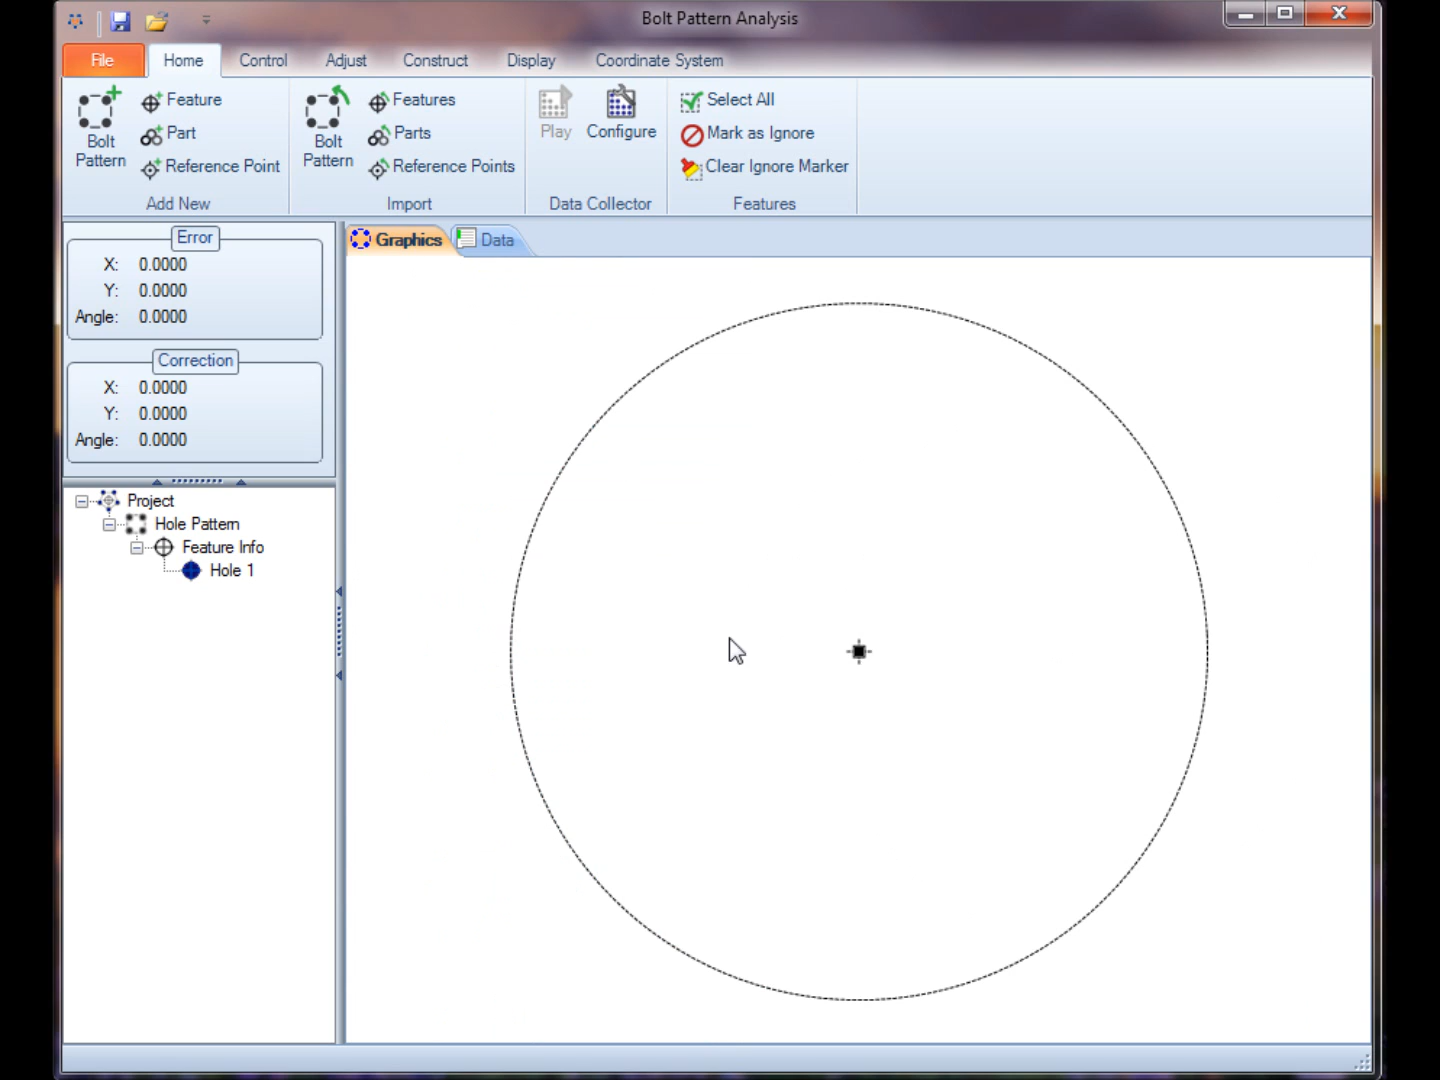 Bolt Pattern Analysis
File Home Control Adjust Construct Display Coordinate System
Bolt Pattern
Feature
Part
Reference Point
Add New
Bolt Pattern
Features
Parts
Reference Points
Import
Play
Configure
Data Collector
Select All
Mark as Ignore
Clear Ignore Marker
Features
Error
X: 0.0000
Y: 0.0000
Angle: 0.0000
Correction
X: 0.0000
Y: 0.0000
Angle: 0.0000
Project
Hole Pattern
Feature Info
Hole 1
Graphics Data